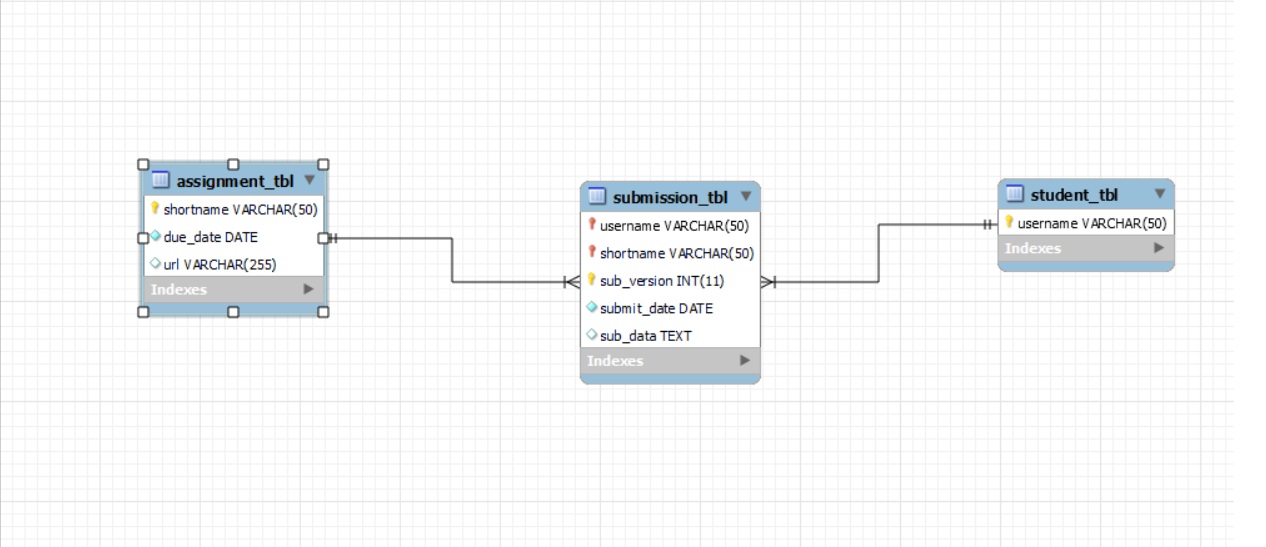 assignment_tbl
shortname VARCHAR(50)
due_date DATE
url VARCHAR(255)
Indexes
submission_tbl
username VARCHAR(50)
shortname VARCHAR(50)
sub_version INT(11)
submit_date DATE
sub_data TEXT
Indexes
student_tbl
username VARCHAR(50)
Indexes